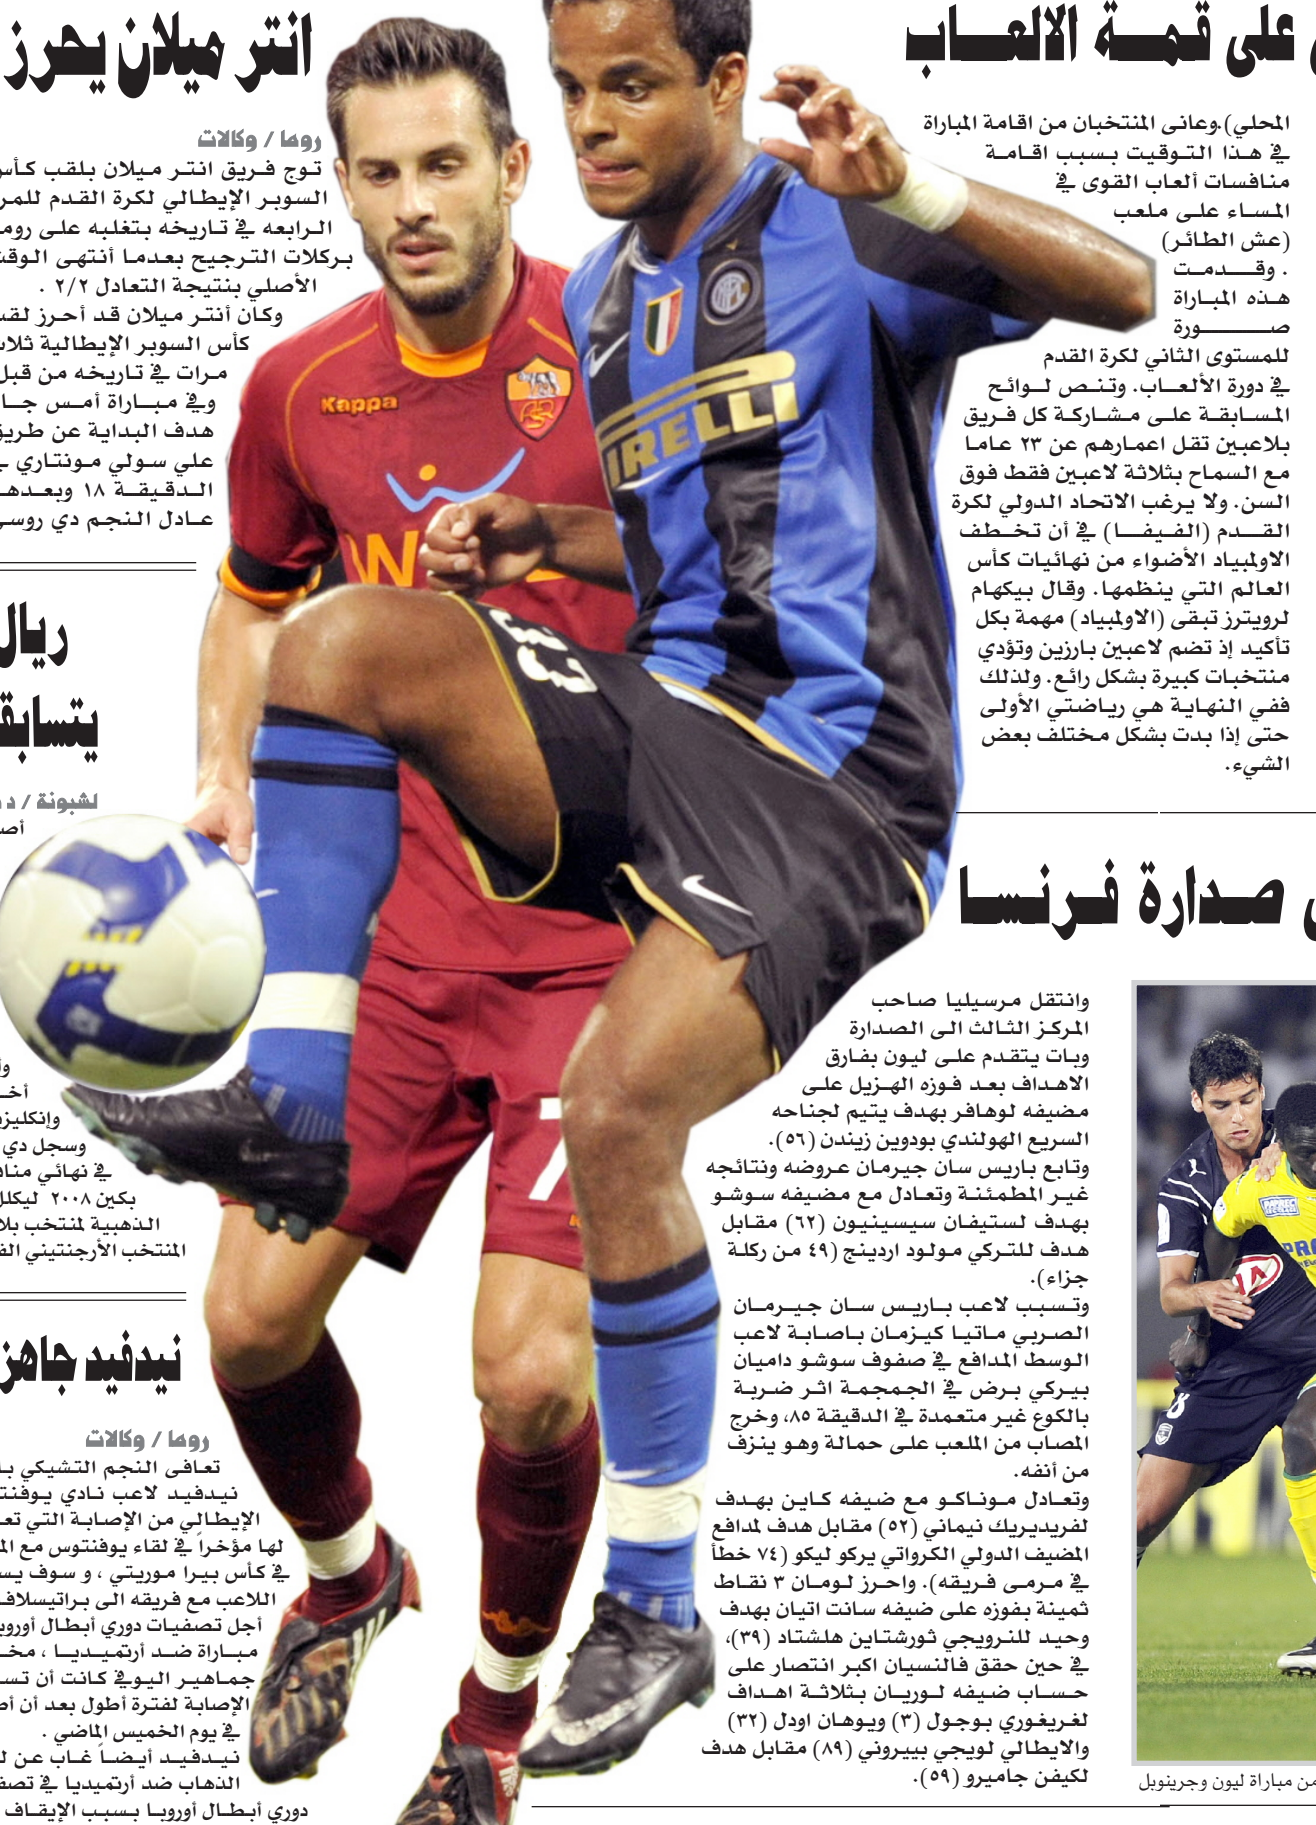 على قمة الالعاب
المحلي).وعانى المنتخبان من اقامة المباراة
في هذا التوقيت بسبب اقامة
منافسات ألعاب القوى في
المساء على ملعب
(عش الطائر)
. وقدمت
هذه المباراة
صورة
للمستوى الثاني لكرة القدم
في دورة الألعاب. وتنص لوائح
المسابقة على مشاركة كل فريق
بلاعبين تقل اعمارهم عن ٢٣ عاما
مع السماح بثلاثة لاعبين فقط فوق
السن. ولا يرغب الاتحاد الدولي لكرة
القدم (الفيفا) في أن تخطف
الاولمبياد الأضواء من نهائيات كأس
العالم التي ينظمها. وقال بيكهام
لرويترز تبقى (الاولمبياد) مهمة بكل
تأكيد إذ تضم لاعبين بارزين وتؤدي
منتخبات كبيرة بشكل رائع. ولذلك
ففي النهاية هي رياضتي الأولى
حتى إذا بدت بشكل مختلف بعض
الشيء.
صدارة فرنسا
وانتقل مرسيليا صاحب
المركز الثالث الى الصدارة
وبات يتقدم على ليون بفارق
الاهداف بعد فوزه الهزيل على
مضيفه لوهافر بهدف يتيم لجناحه
السريع الهولندي بودوين زيندن (٥٦).
وتابع باريس سان جيرمان عروضه ونتائجه
غير المطمئنة وتعادل مع مضيفه سوشو
بهدف لستيفان سيسينيون (٦٢) مقابل
هدف للتركي مولود اردينج (٤٩ من ركلة
جزاء).
وتسبب لاعب باريس سان جيرمان
الصربي ماتيا كيزمان باصابة لاعب
الوسط المدافع في صفوف سوشو داميان
بيركي برض في الجمجمة اثر ضربة
بالكوع غير متعمدة في الدقيقة ٨٥، وخرج
المصاب من الملعب على حمالة وهو ينزف
من أنفه.
وتعادل موناكو مع ضيفه كاين بهدف
لفريديريك نيماني (٥٢) مقابل هدف لمدافع
المضيف الدولي الكرواتي يركو ليكو (٧٤ خطأ
في مرمى فريقه). واحرز لومان ٣ نقاط
ثمينة بفوزه على ضيفه سانت اتيان بهدف
وحيد للنرويجي ثورشتاين هلشتاد (٣٩)،
في حين حقق فالنسيان اكبر انتصار على
حساب ضيفه لوريان بثلاثة اهداف
لغريغوري بوجول (٣) ويوهان اودل (٣٢)
والايطالي لويجي بييروني (٨٩) مقابل هدف
لكيفن جاميرو (٥٩).
من مباراة ليون وجرينوبل
انتر ميلان يحرز
روما / وكالات
توج فريق انتر ميلان بلقب كأس
السوبر الإيطالي لكرة القدم للمر
الرابعه في تاريخه بتغلبه على روما
بركلات الترجيح بعدما أنتهى الوقت
الأصلي بنتيجة التعادل ٢/٢ .
وكان أنتر ميلان قد أحرز لقب
كأس السوبر الإيطالية ثلاث
مرات في تاريخه من قبل
وفي مباراة أمس جا
هدف البداية عن طريق
علي سولي مونتاري
الدقيقة ١٨ وبعدها
عادل النجم دي روسي
ريال
يتسابق
لشبونة / د
وإنكليز
وسجل دي
في نهائي مناف
بكين ٢٠٠٨ ليكلل
الذهبية لمنتخب بلا
المنتخب الأرجنتيني الف
نيدفيد جاهز
روما / وكالات
تعافى النجم التشيكي با
نيدفيد لاعب نادي يوفنت
الإيطالي من الإصابة التي تع
لها مؤخراً في لقاء يوفنتوس مع الم
في كأس بيرا موريتي ، و سوف يس
اللاعب مع فريقه الى براتيسلاف
أجل تصفيات دوري أبطال أوروب
مباراة ضد أرتميديا ، مخ
جماهير اليوفي كانت أن تس
الإصابة لفترة أطول بعد أن أص
في يوم الخميس الماضي .
نيدفيد أيضاً غاب عن ل
الذهاب ضد أرتميديا في تصف
دوري أبطال أوروبا بسبب الإيقاف
Kappa
PIRELLI
7